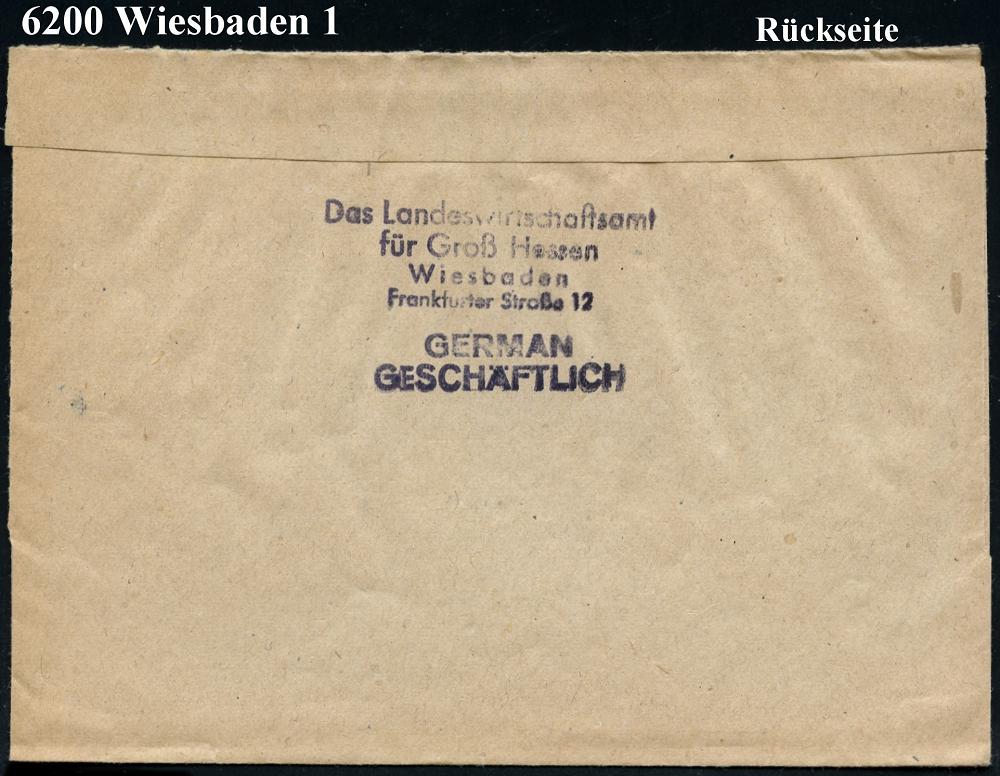 6200 Wiesbaden 1
Rückseite
Das Landeswirtschaftsamt
für Groß Hessen
Wiesbaden
Frankfurter Straße 12
GERMAN
GESCHÄFTLICH